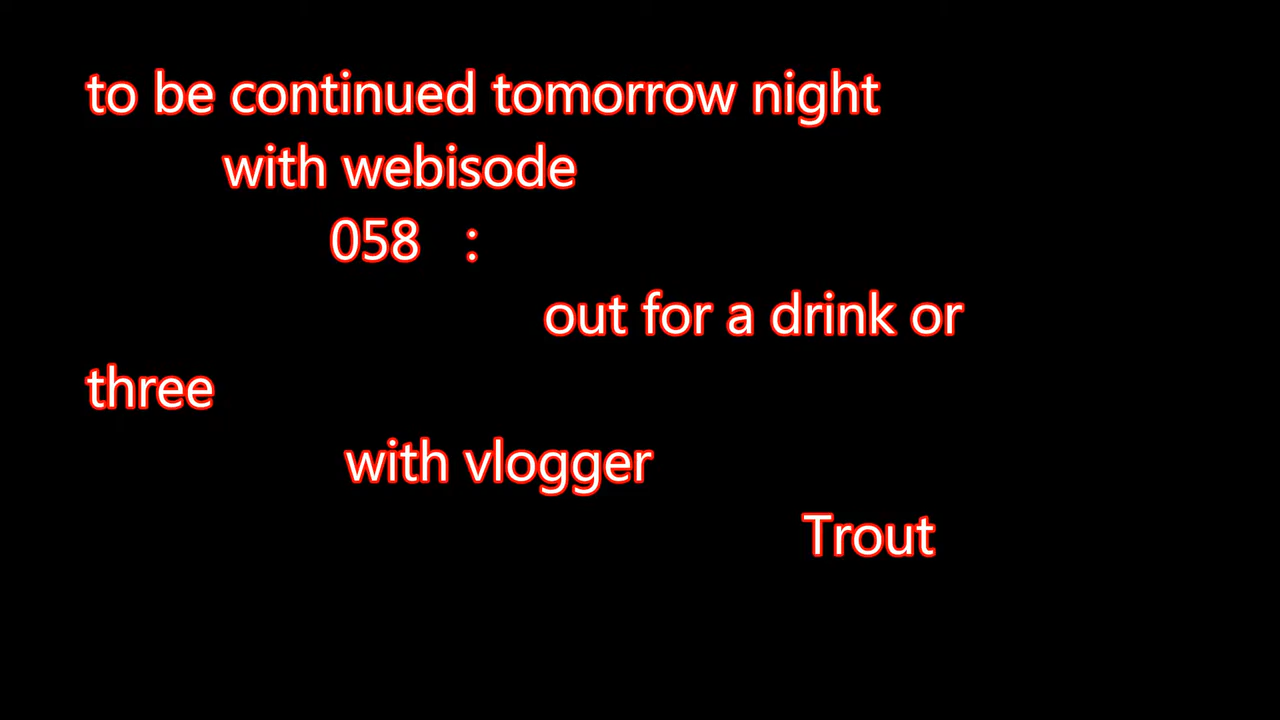 to be continued tomorrow night
with webisode
058 :
out for a drink or
three
with vlogger
Trout